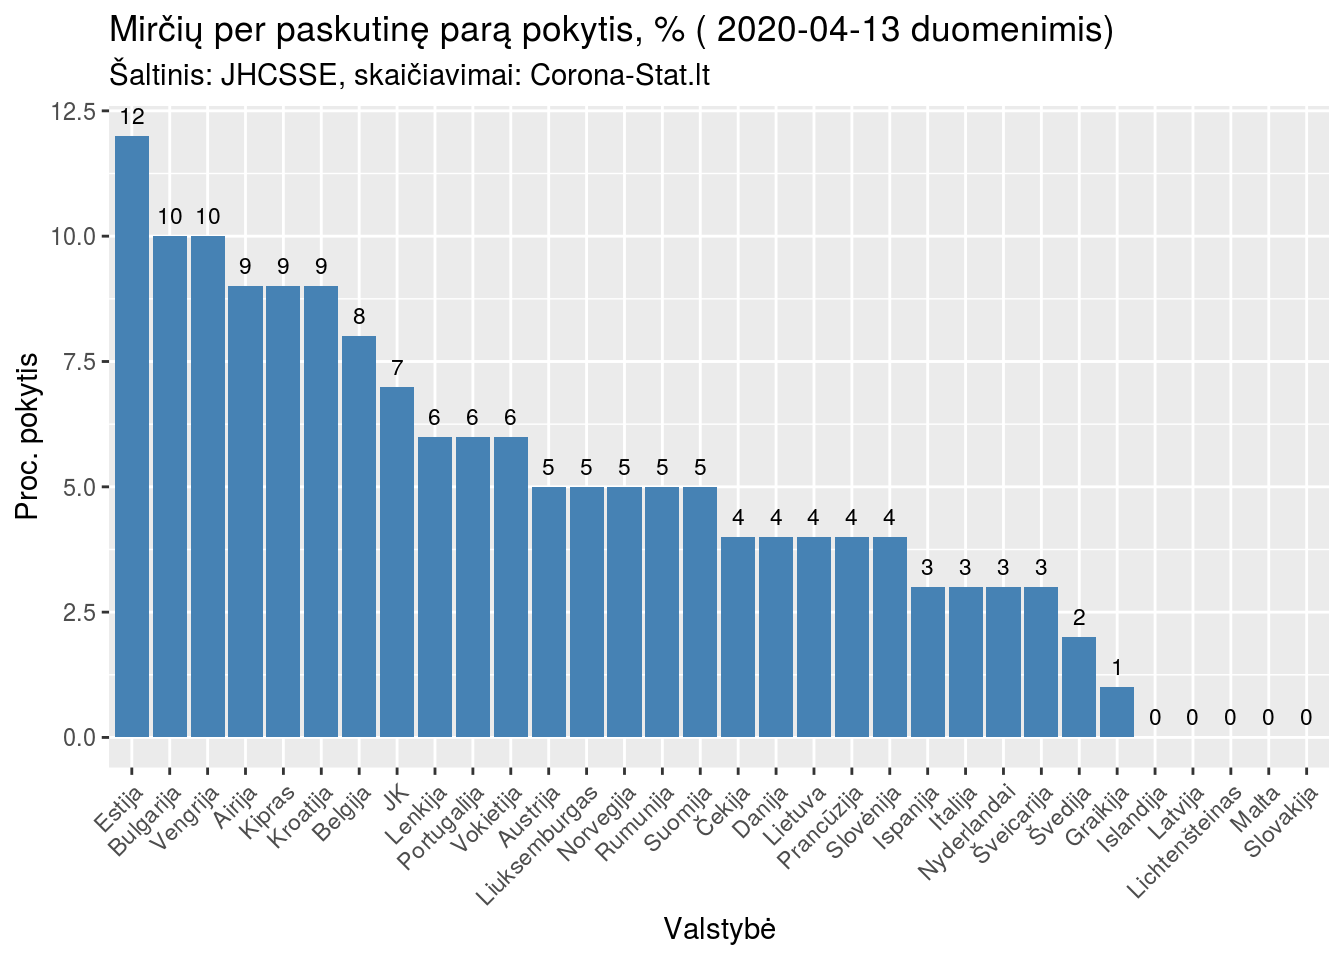 Mirčių per paskutinę parą pokytis, % ( 2020-04-13 duomenimis)
Šaltinis: JHCSSE, skaičiavimai: Corona-Stat.lt
Proc. pokytis
12.5
10.0
7.5
5.0
2.5
0.0
12
10
10
9
9
9
8
7
6
6
6
5
5
5
5
5
4
4
4
4
4
3
3
3
3
2
1
0
0
0
0
0
Estija
Bulgarija
Vengrija
Airija
Kipras
Kroatija
Belgija
JK
Lenkija
Portugalija
Vokietija
Austrija
Liuksemburgas
Norvegija
Rumunija
Suomija
Čekija
Danija
Lietuva
Prancūzija
Slovėnija
Ispanija
Italija
Nyderlandai
Šveicarija
Švedija
Graikija
Islandija
Latvija
Lichtenšteinas
Malta
Slovakija
Valstybė